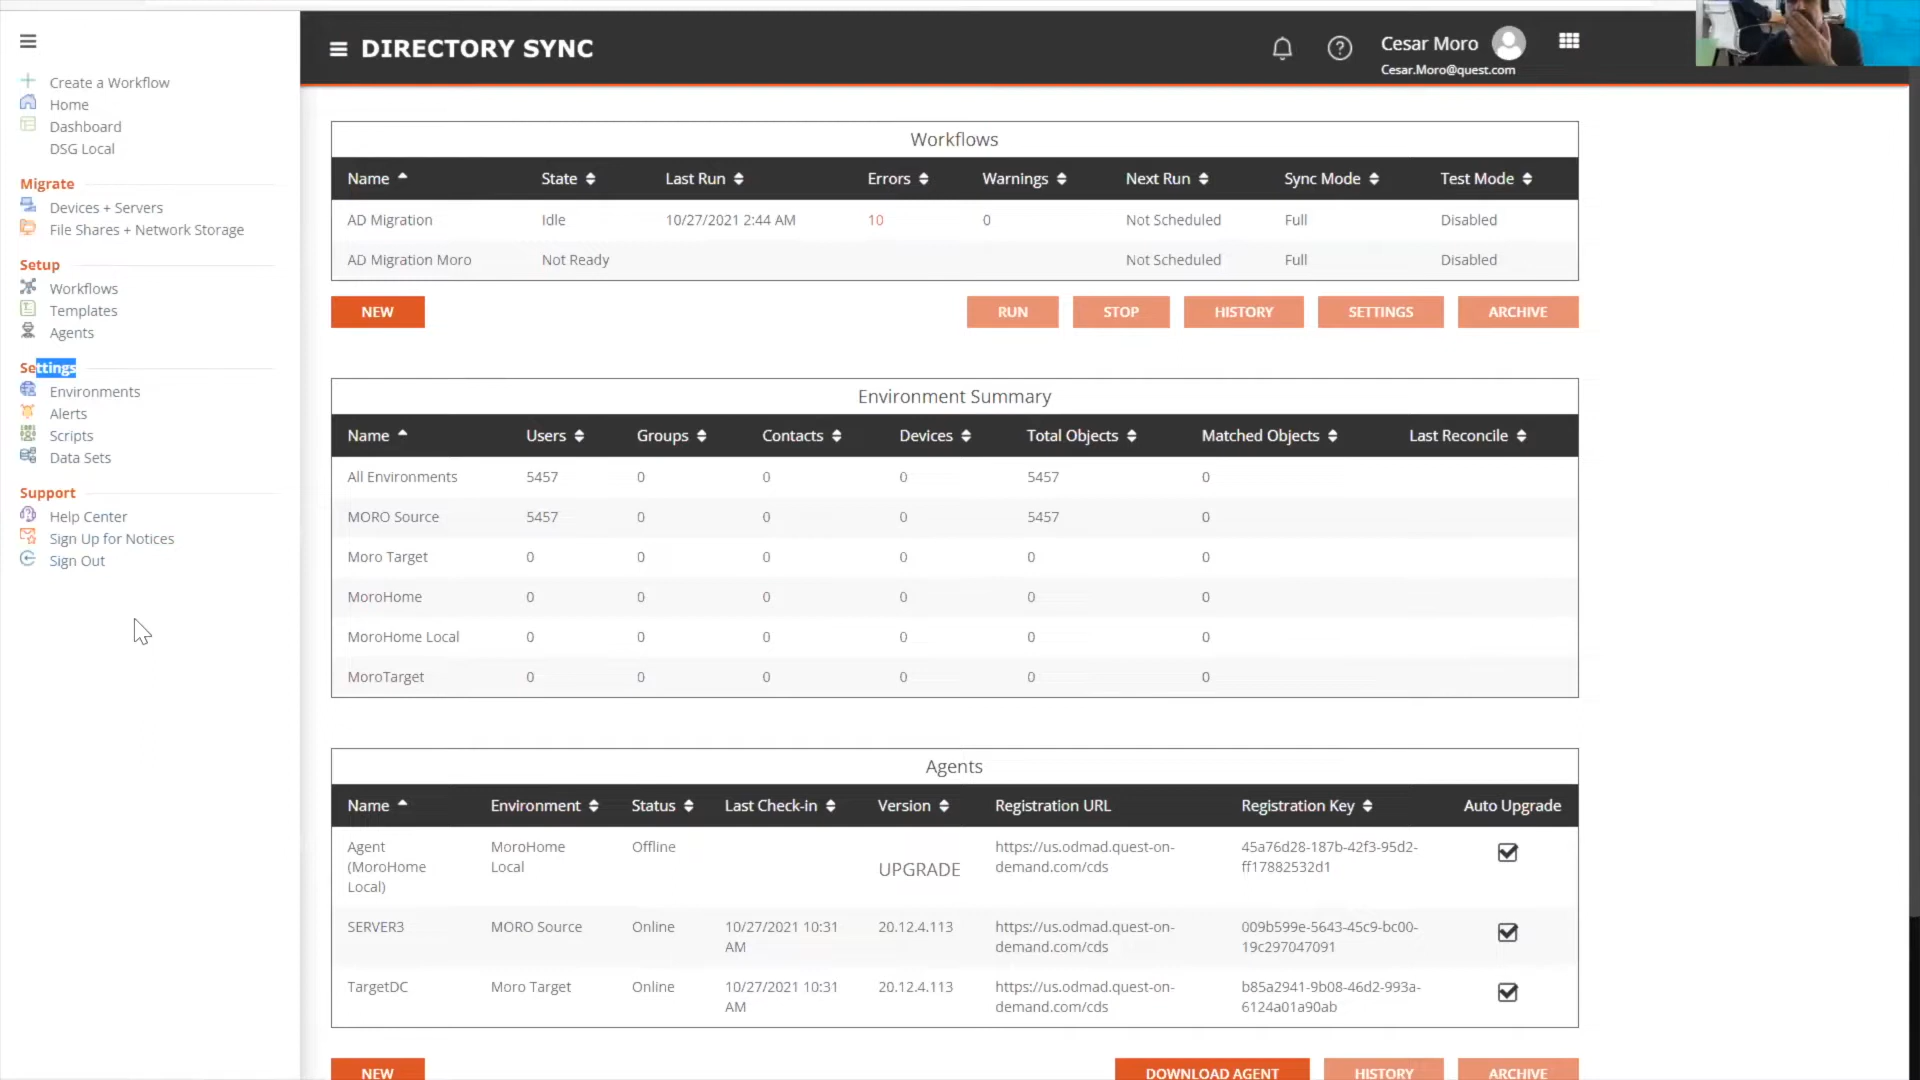 DIRECTORY SYNC
Cesar Moro
Cesar.Moro@quest.com
Create a Workflow
Home
Dashboard
DSG Local
Migrate
Devices + Servers
File Shares + Network Storage
Setup
Workflows
Templates
Agents
Settings
Environments
Alerts
Scripts
Data Sets
Support
Help Center
Sign Up for Notices
Sign Out
Workflows
Name State Last Run Errors Warnings Next Run Sync Mode Test Mode
AD Migration Idle 10/27/2021 2:44 AM 10 0 Not Scheduled Full Disabled
AD Migration Moro Not Ready Not Scheduled Full Disabled
NEW RUN STOP HISTORY SETTINGS ARCHIVE
Environment Summary
Name Users Groups Contacts Devices Total Objects Matched Objects Last Reconcile
All Environments 5457 0 0 0 5457 0
MORO Source 5457 0 0 0 5457 0
Moro Target 0 0 0 0 0 0
MoroHome 0 0 0 0 0 0
MoroHome Local 0 0 0 0 0 0
MoroTarget 0 0 0 0 0 0
Agents
Name Environment Status Last Check-in Version Registration URL Registration Key Auto Upgrade
Agent MoroHome Offline https://us.odmad.quest-on- 45a76d28-187b-42f3-95d2-
(MoroHome Local UPGRADE demand.com/cds ff17882532d1
Local)
SERVER3 MORO Source Online 10/27/2021 10:31 20.12.4.113 https://us.odmad.quest-on- 009b599e-5643-45c9-bc00-
AM demand.com/cds 19c297047091
TargetDC Moro Target Online 10/27/2021 10:31 20.12.4.113 https://us.odmad.quest-on- b85a2941-9b08-46d2-993a-
AM demand.com/cds 6124a01a90ab
NEW DOWNLOAD AGENT HISTORY ARCHIVE